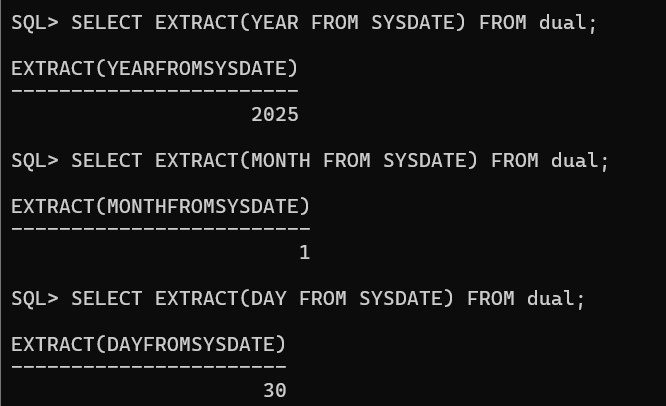 SQL> SELECT EXTRACT(YEAR FROM SYSDATE) FROM dual;
EXTRACT(YEARFROMSYSDATE)
------------------------
2025
SQL> SELECT EXTRACT(MONTH FROM SYSDATE) FROM dual;
EXTRACT(MONTHFROMSYSDATE)
-------------------------
1
SQL> SELECT EXTRACT(DAY FROM SYSDATE) FROM dual;
EXTRACT(DAYFROMSYSDATE)
-----------------------
30